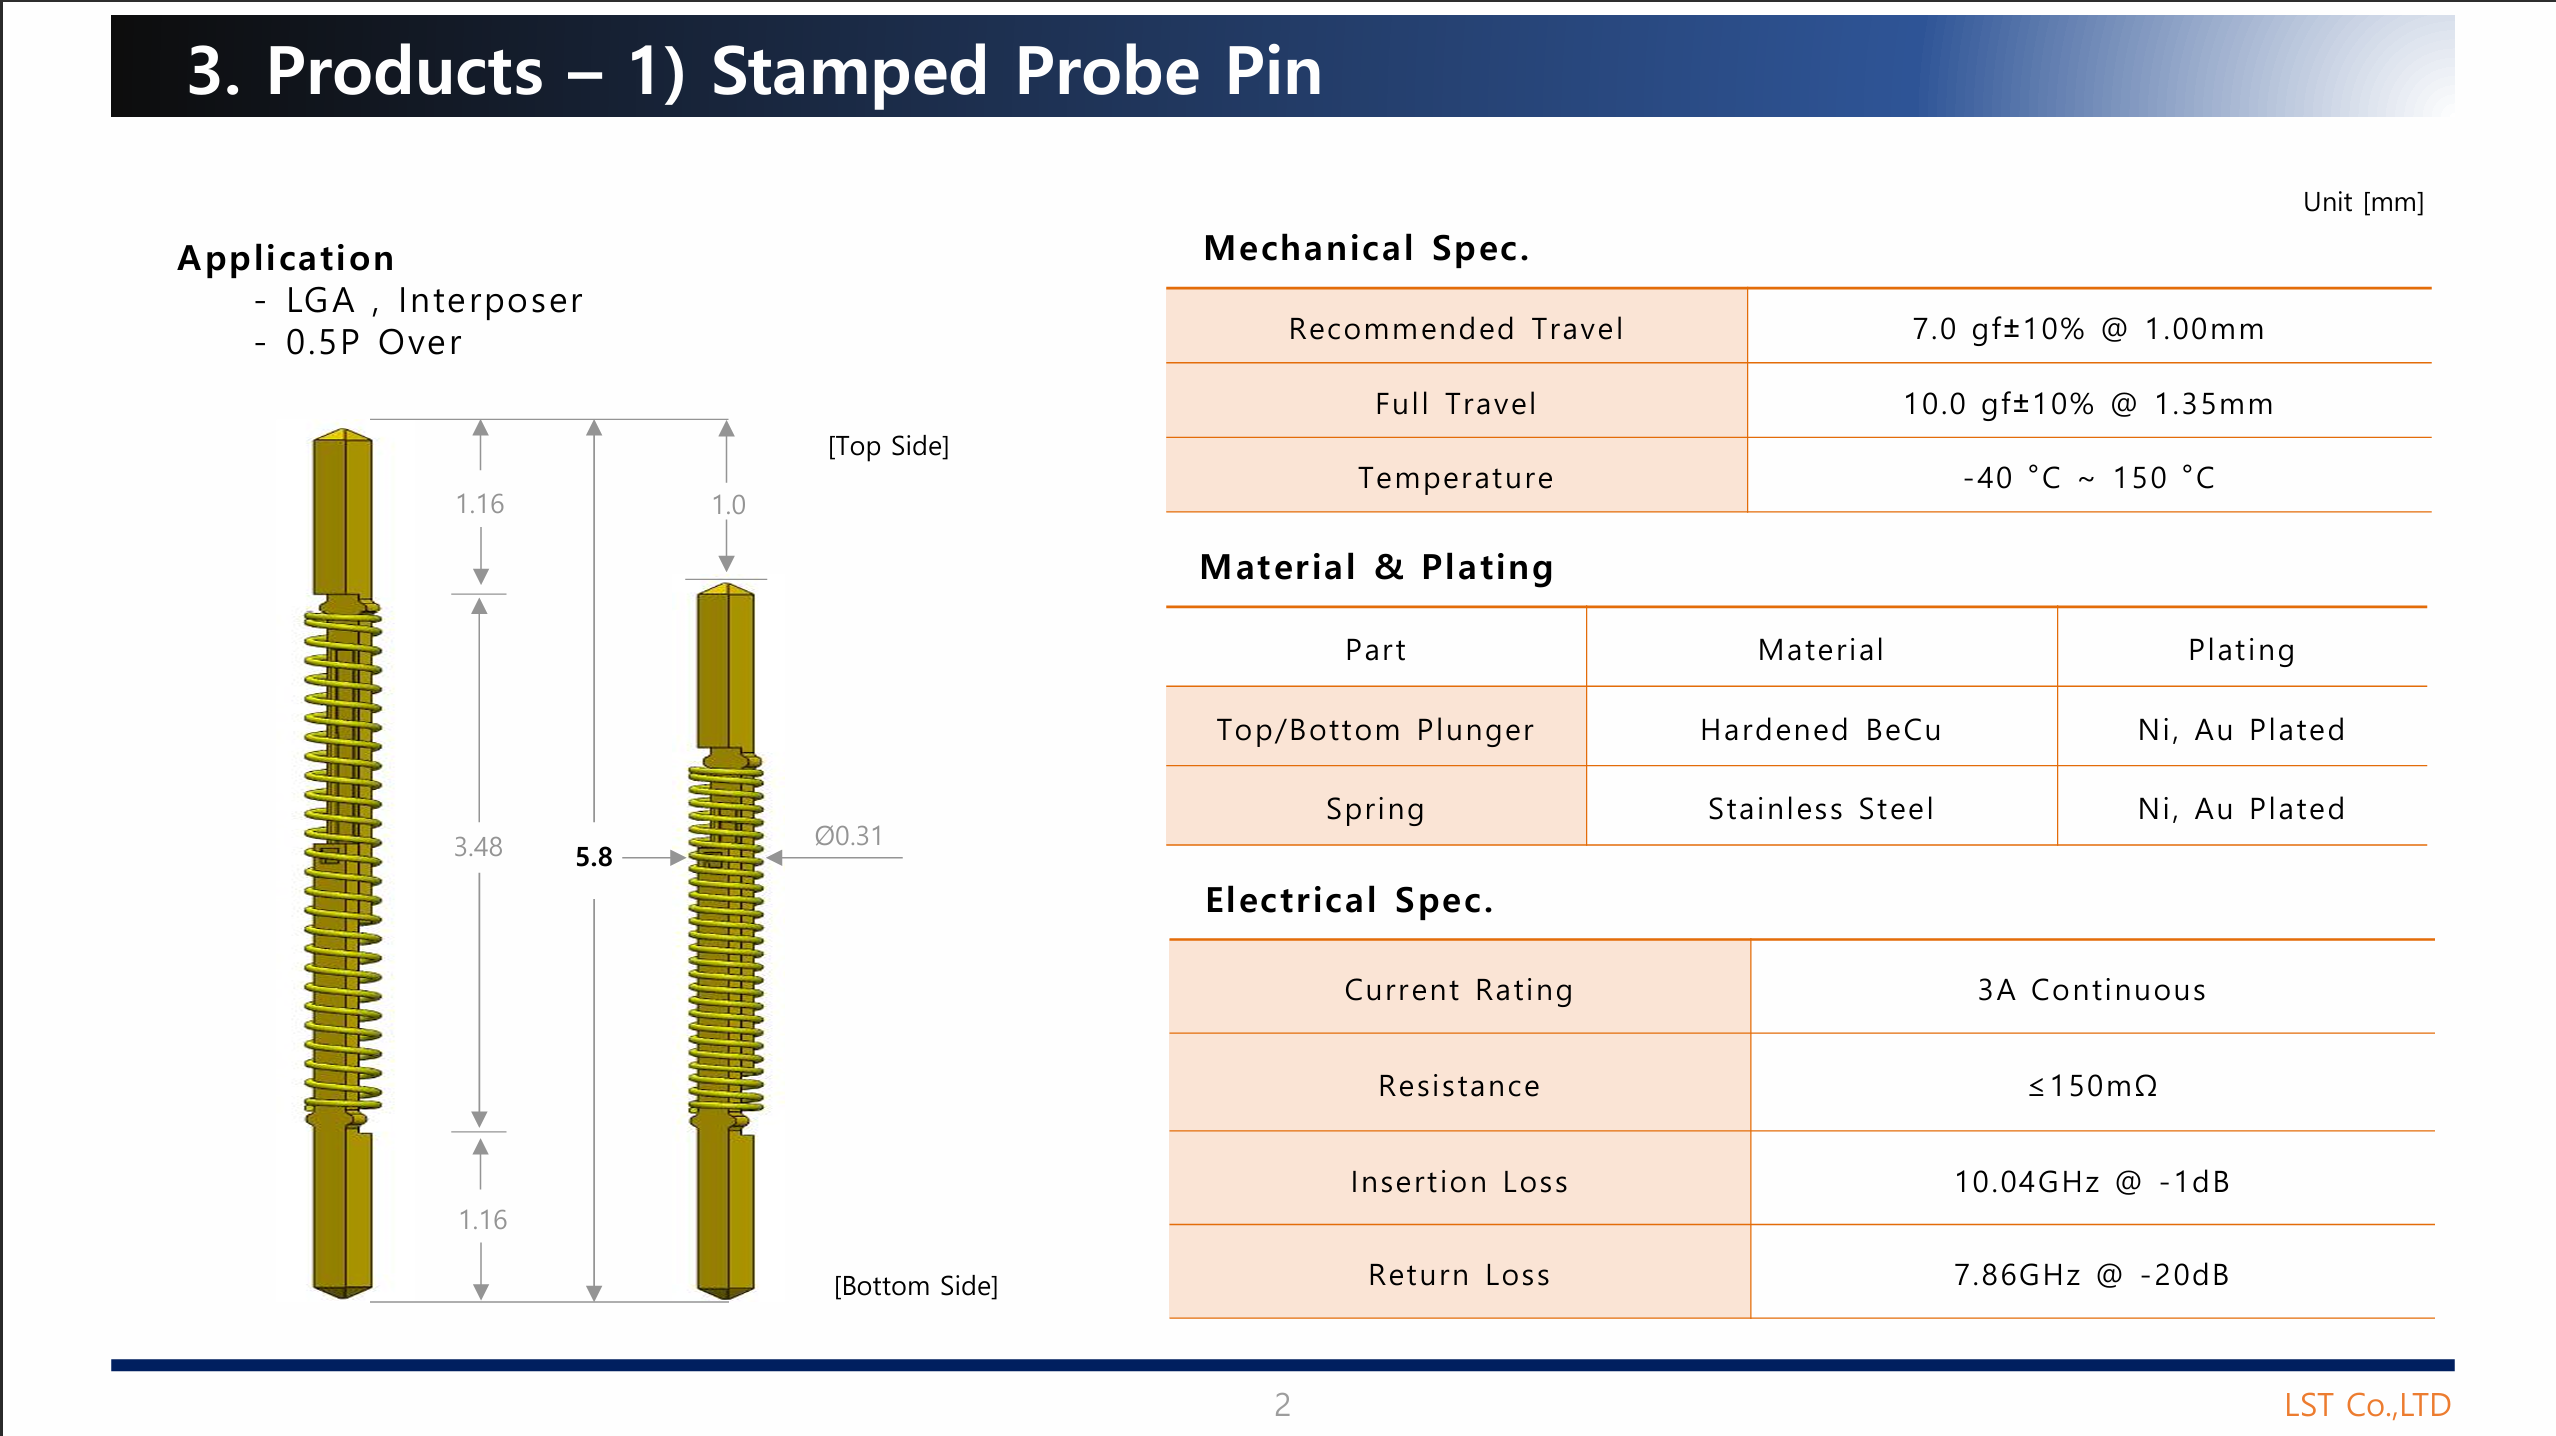 3. Products – 1) Stamped Probe Pin
Unit [mm]
Application
- LGA , Interposer
- 0.5P Over
[Top Side]
1.16
1.0
3.48
5.8
Ø0.31
1.16
[Bottom Side]
Mechanical Spec.
Recommended Travel 7.0 gf±10% @ 1.00mm
Full Travel 10.0 gf±10% @ 1.35mm
Temperature -40 ˚C ~ 150 ˚C
Material & Plating
Part Material Plating
Top/Bottom Plunger Hardened BeCu Ni, Au Plated
Spring Stainless Steel Ni, Au Plated
Electrical Spec.
Current Rating 3A Continuous
Resistance ≤150mΩ
Insertion Loss 10.04GHz @ -1dB
Return Loss 7.86GHz @ -20dB
2
LST Co.,LTD